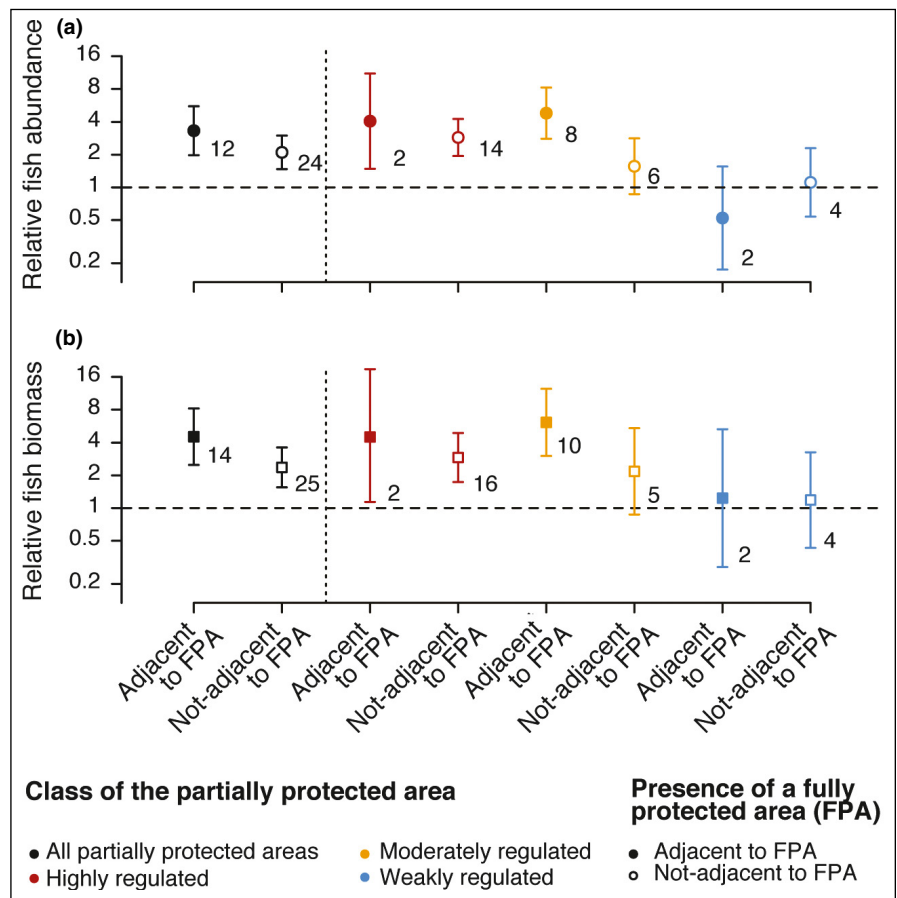 (a)
Relative fish abundance
16
8
4
2
1
0.5
0.2
12
24
2
14
8
6
2
4
(b)
Relative fish biomass
16
8
4
2
1
0.5
0.2
14
25
2
16
10
5
2
4
Adjacent
to FPA
Not-adjacent
to FPA
Adjacent
to FPA
Not-adjacent
to FPA
Adjacent
to FPA
Not-adjacent
to FPA
Adjacent
to FPA
Not-adjacent
to FPA
Class of the partially protected area
All partially protected areas
Highly regulated
Moderately regulated
Weakly regulated
Presence of a fully
protected area (FPA)
Adjacent to FPA
Not-adjacent to FPA